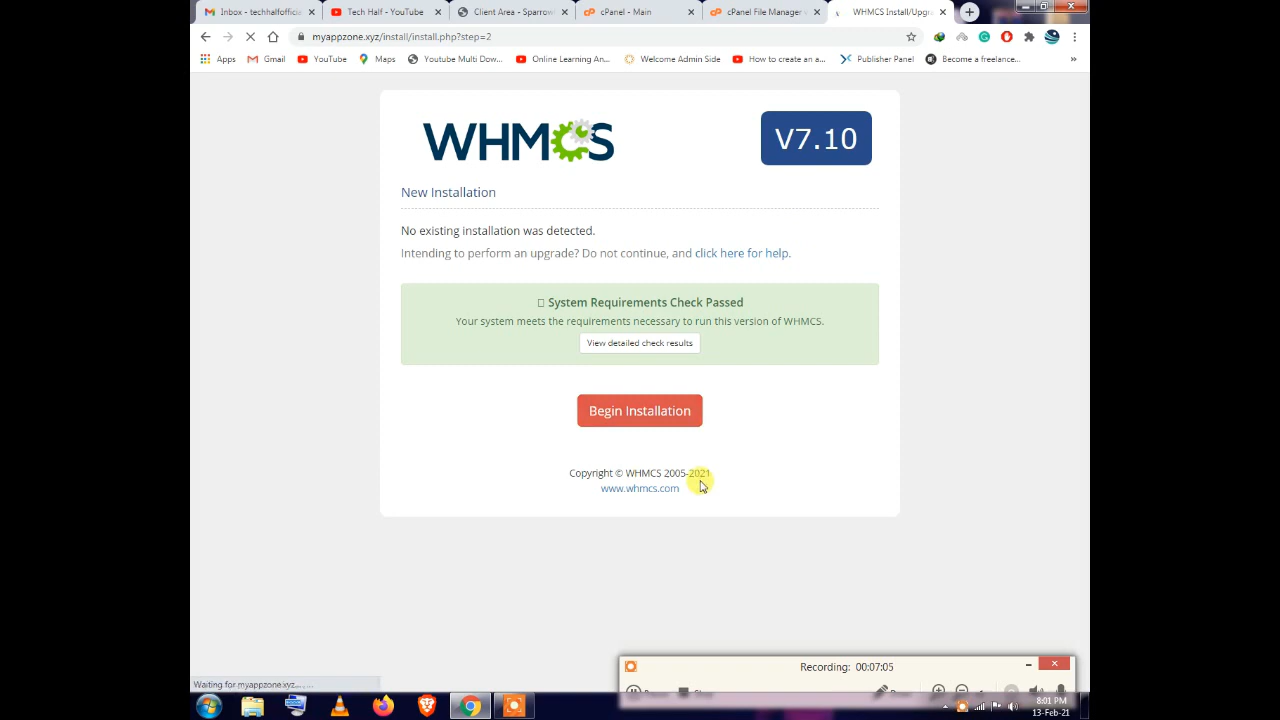 Inbox - techhalfofficia
Tech Half - YouTube
Client Area - Sparrow
cPanel - Main
cPanel File Manager
WHMCS Install/Upgr
myappzone.xyz/install/install.php?step=2
Apps
Gmail
YouTube
Maps
Youtube Multi Dow...
Online Learning An...
Welcome Admin Side
How to create an a...
Publisher Panel
Become a freelance...
»
WHMCS
V7.10
New Installation
No existing installation was detected.
Intending to perform an upgrade? Do not continue, and click here for help.
System Requirements Check Passed
Your system meets the requirements necessary to run this version of WHMCS.
View detailed check results
Begin Installation
Copyright © WHMCS 2005-2021
www.whmcs.com
Recording: 00:07:05
Waiting for myappzone.xyz...
8:01 PM
13-Feb-21